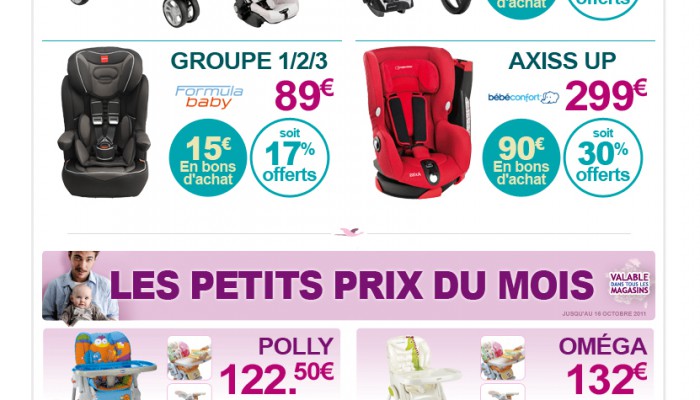 d'achat
offerts
GROUPE 1/2/3
Formüla
baby
89€
15€
En bons
d'achat
soit
17%
offerts
AXISS UP
bébéconfort
299€
90€
En bons
d'achat
soit
30%
offerts
LES PETITS PRIX DU MOIS
VALABLE
DANS TOUS LES
MAGASINS
JUSQU'AU 18 OCTOBRE 2011
POLLY
122.50€
OMÉGA
132€